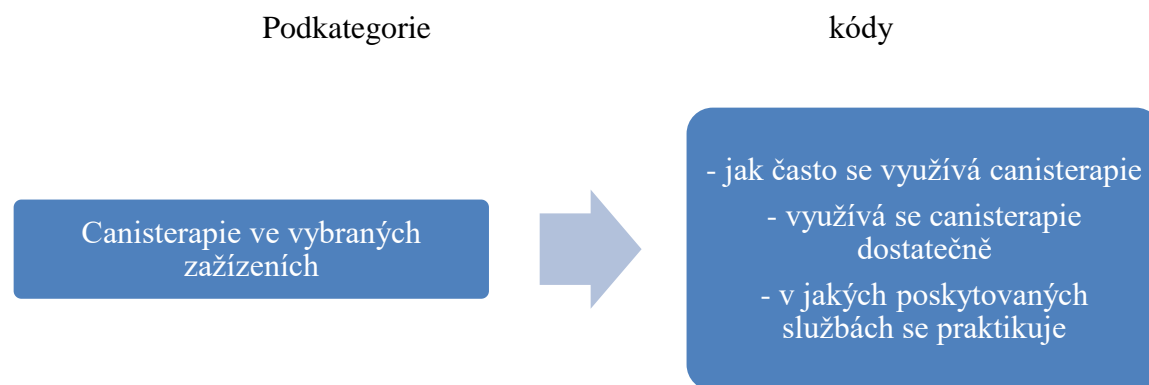 Podkategorie
kódy
Canisterapie ve vybraných
zažízeních
- jak často se využívá canisterapie
- využívá se canisterapie
dostatečně
- v jakých poskytovaných
službách se praktikuje